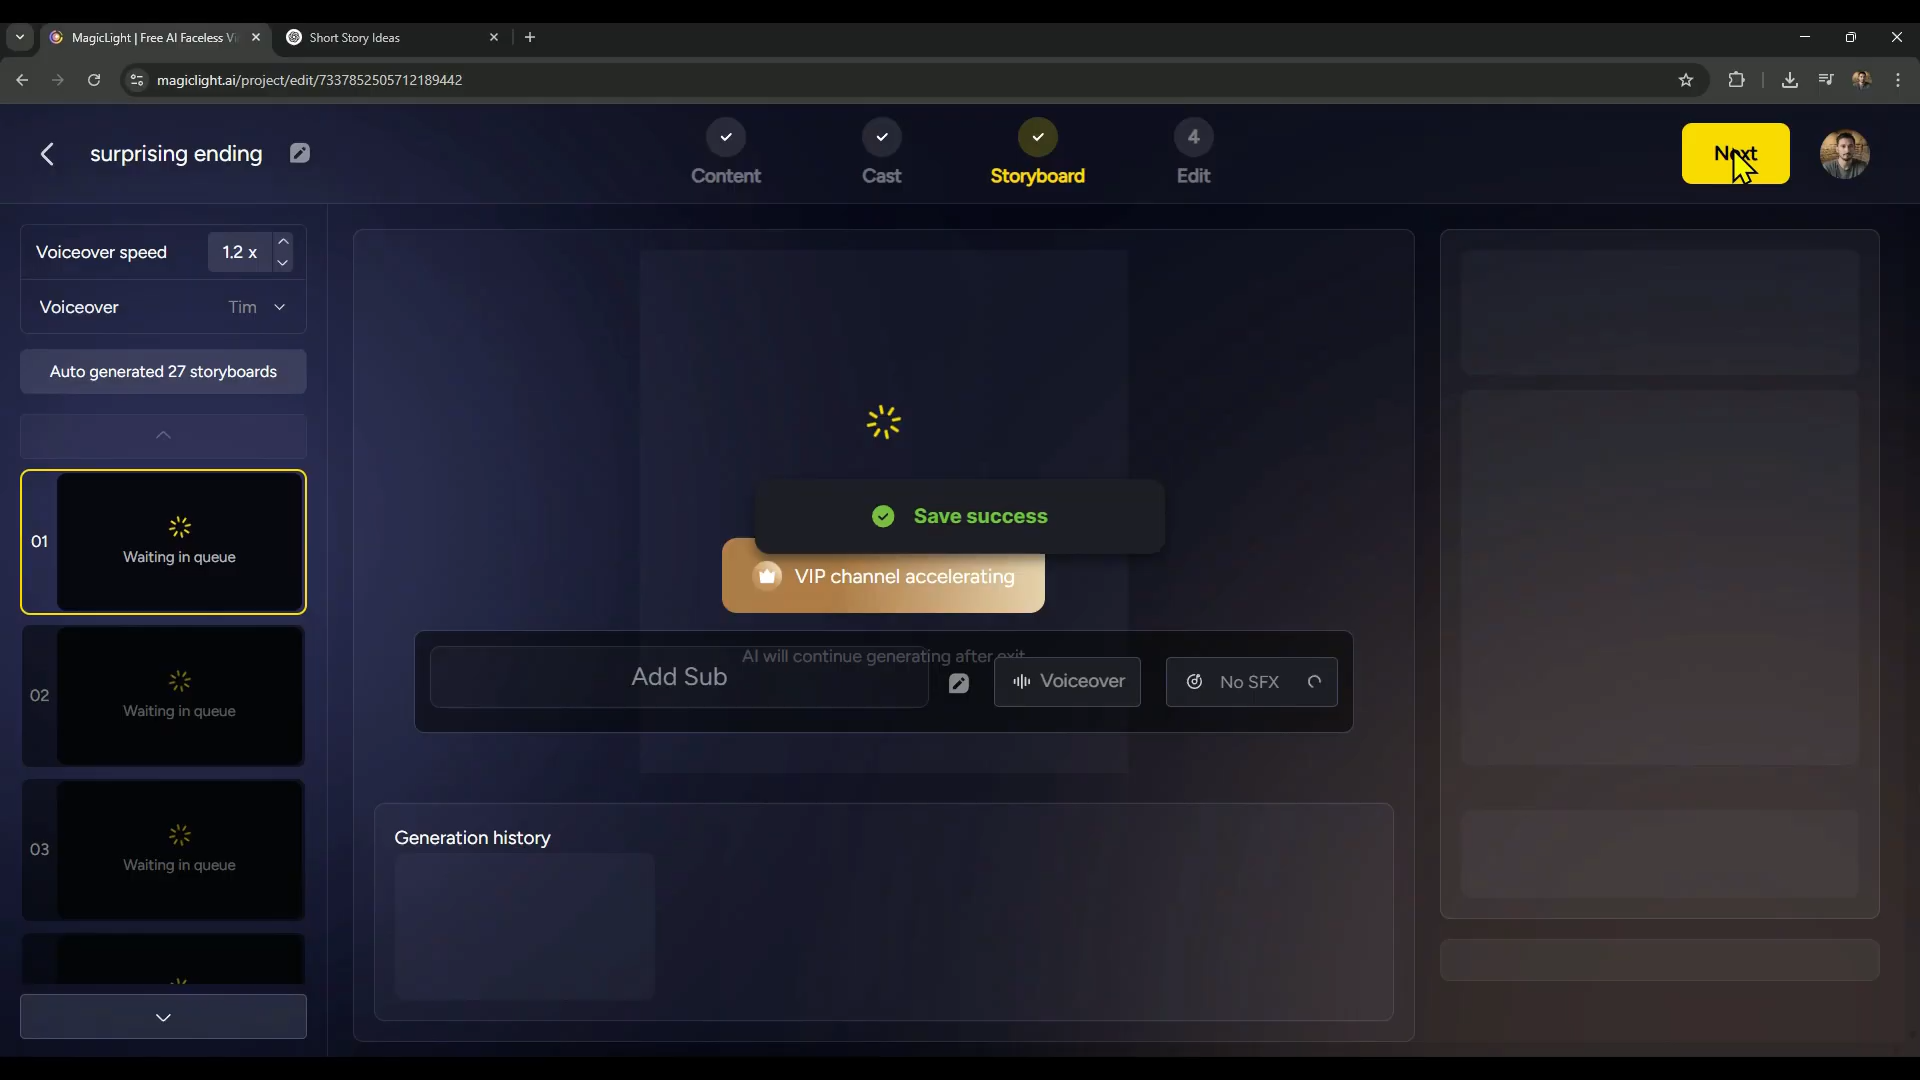 MagicLight | Free AI Faceless Vi
Short Story Ideas
magiclight.ai/project/edit/7337852505712189442
surprising ending
Content
Cast
Storyboard
4
Edit
Next
Voiceover speed
1.2 x
Voiceover
Tim
Auto generated 27 storyboards
01
Waiting in queue
02
Waiting in queue
03
Waiting in queue
Save success
VIP channel accelerating
AI will continue generating after exit
Add Sub
Voiceover
No SFX
Generation history